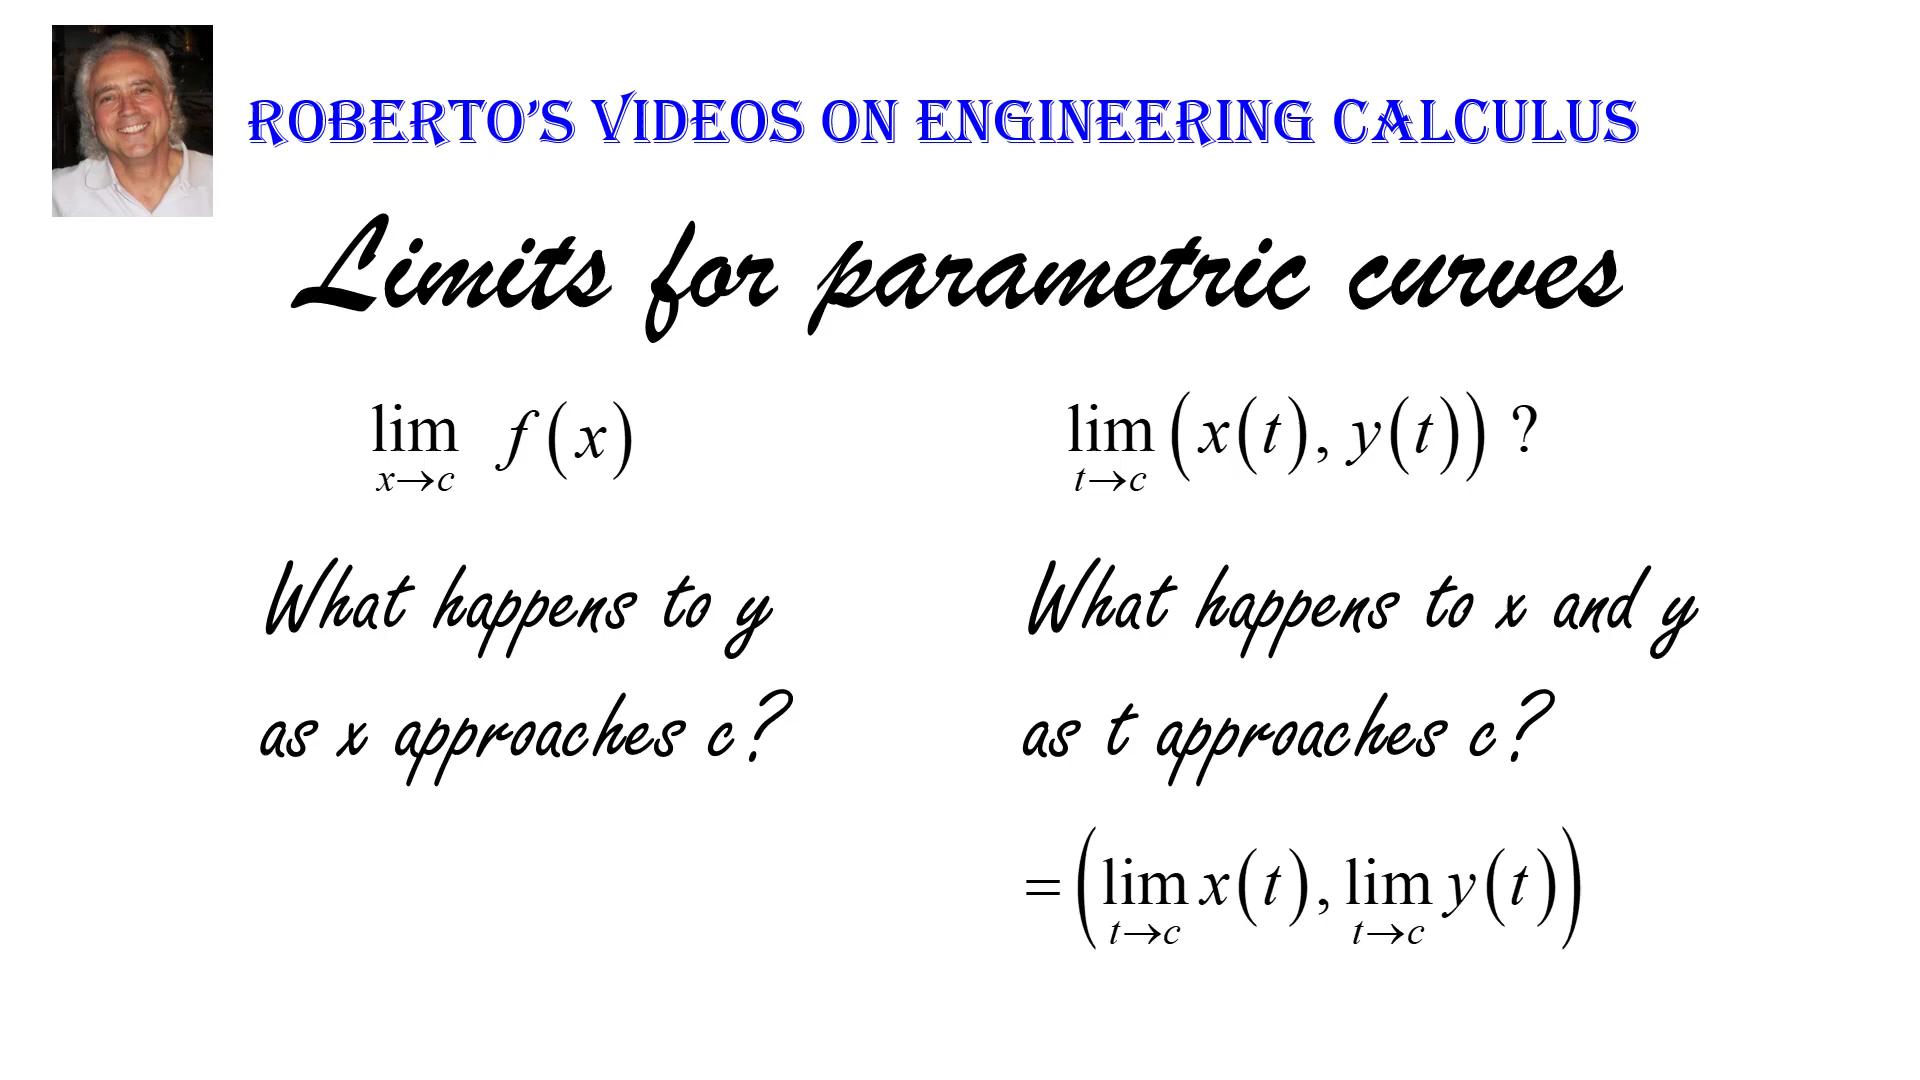 ROBERTO'S VIDEOS ON ENGINEERING CALCULUS
Limits for parametric curves
lim x→c f(x)
lim t→c (x(t), y(t)) ?
What happens to y
as x approaches c?
What happens to x and y
as t approaches c?
= (lim t→c x(t), lim t→c y(t))